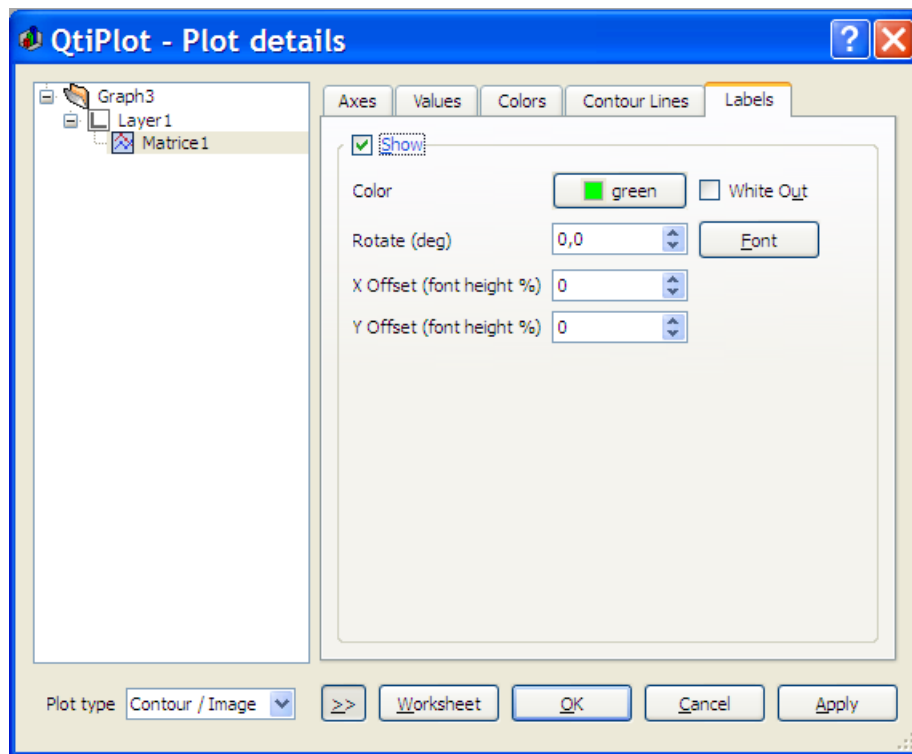 QtiPlot - Plot details
Graph3
Layer1
Matrice1
Axes Values Colors Contour Lines Labels
Show
Color green White Out
Rotate (deg) 0,0 Font
X Offset (font height %) 0
Y Offset (font height %) 0
Plot type Contour / Image >> Worksheet OK Cancel Apply